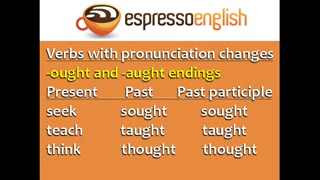 espressoenglish
Verbs with pronunciation changes
-ought and -aught endings
Present Past Past participle
seek sought sought
teach taught taught
think thought thought